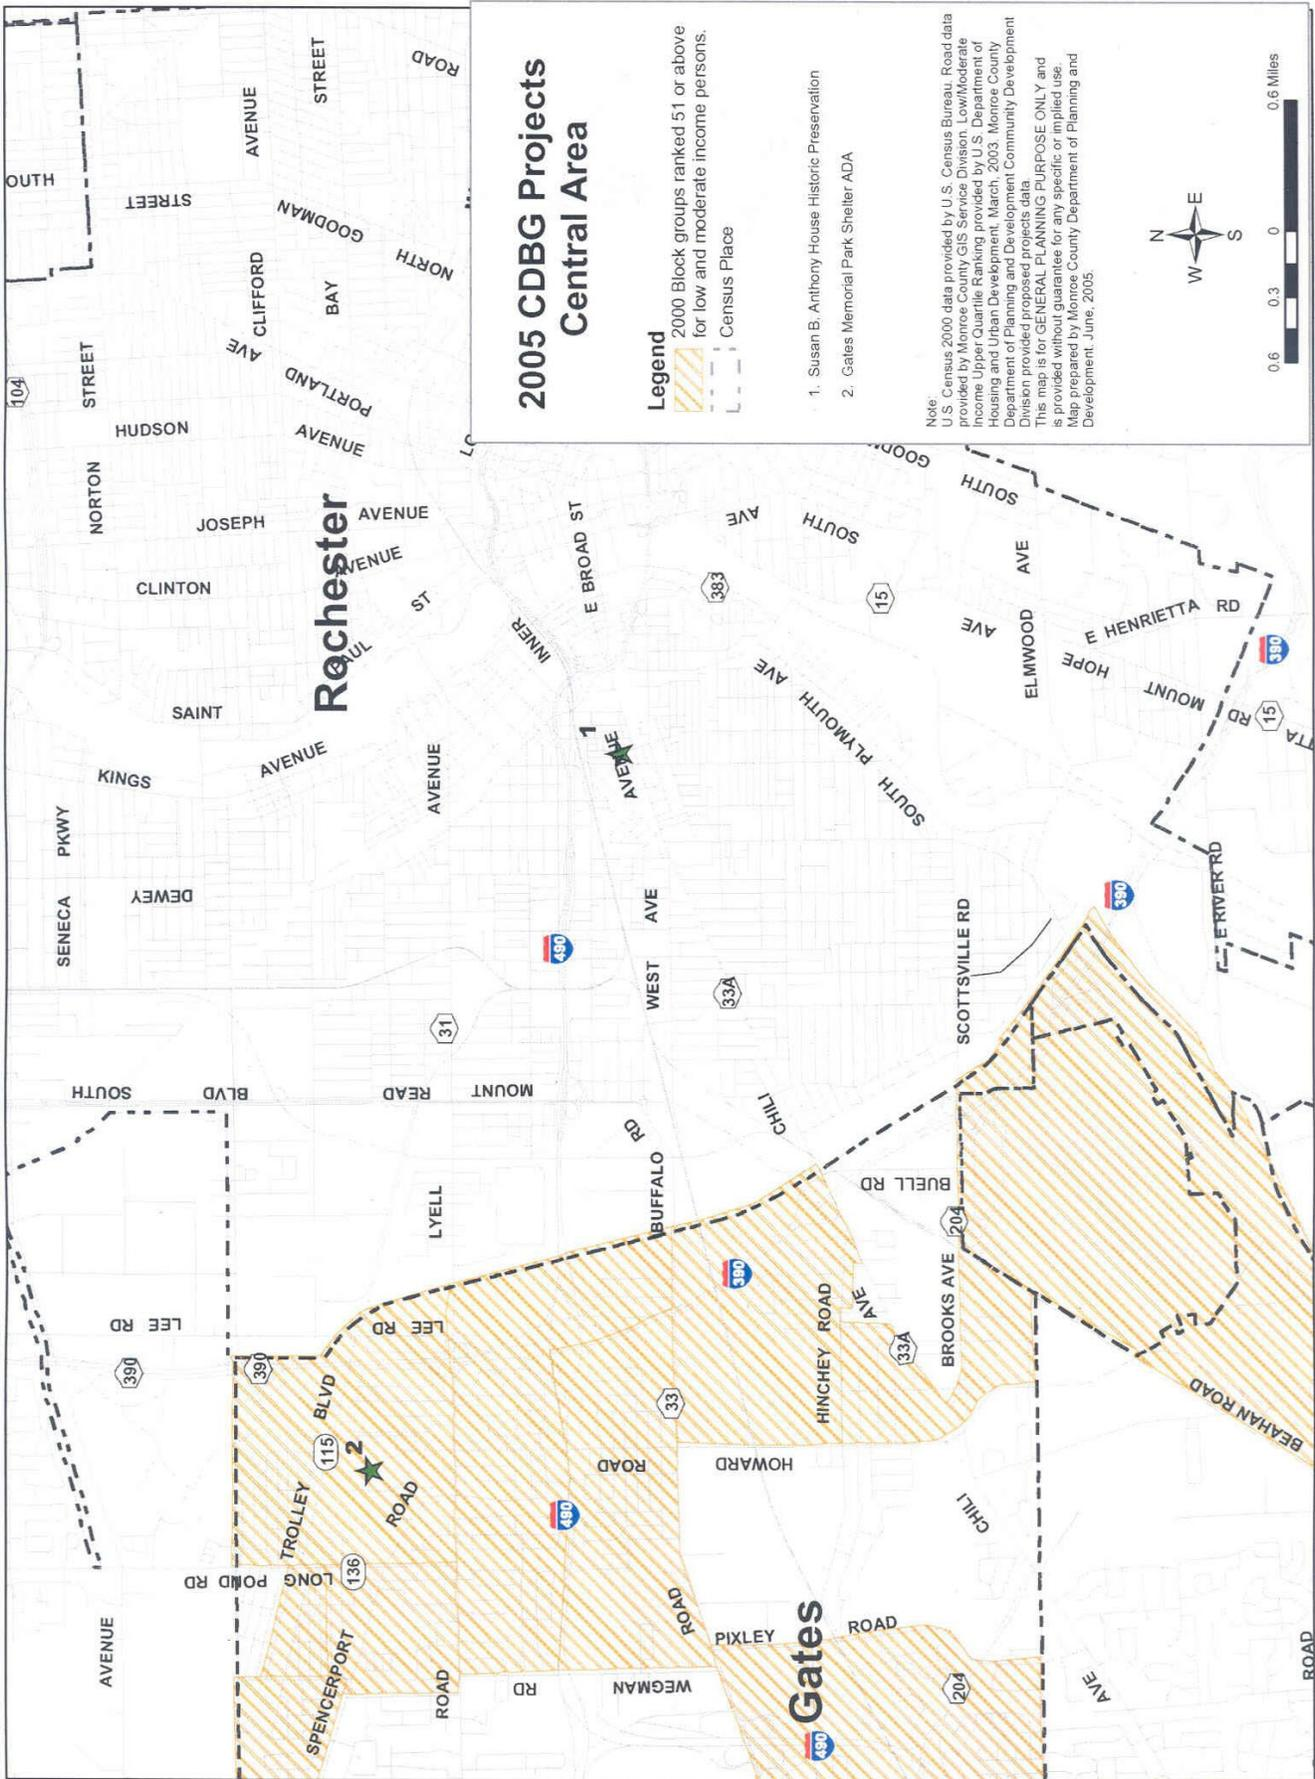 2005 CDBG Projects
Central Area
Legend
2000 Block groups ranked 51 or above
for low and moderate income persons.
Census Place
1. Susan B. Anthony House Historic Preservation
2. Gates Memorial Park Shelter ADA
Note:
U.S. Census 2000 data provided by U.S. Census Bureau. Road data
provided by Monroe County GIS Service Division. Low/Moderate
Income Upper Quartile Ranking provided by U.S. Department of
Housing and Urban Development, March, 2003. Monroe County
Department of Planning and Development Community Development
Division provided proposed projects data.
This map is for GENERAL PLANNING PURPOSE ONLY and
is provided without guarantee for any specific or implied use.
Map prepared by Monroe County Department of Planning and
Development. June, 2005.
N
W
E
S
0.6
0.3
0
0.6 Miles
Rochester
Gates
1
2
AVENUE
390
LEE RD
SOUTH
BLVD
SENECA PKWY
DEWEY
KINGS
AVENUE
SAINT
PAUL
ST
CLINTON
AVENUE
JOSEPH
AVENUE
NORTON
STREET
HUDSON
AVENUE
104
PORTLAND
AVE
CLIFFORD
AVENUE
BAY
STREET
STREET
GOODMAN
NORTH
OUTH
ROAD
LONG POND RD
136
TROLLEY
BLVD
115
390
LEE RD
SPENCERPORT
ROAD
ROAD
LYELL
AVENUE
READ
MOUNT
31
INNER
E BROAD ST
490
490
RD
WEGMAN
ROAD
ROAD
33
BUFFALO
RD
WEST
AVE
AVENUE
33A
383
AVE
SOUTH
390
HOWARD
PIXLEY
ROAD
490
HINCHEY
ROAD
AVE
33A
CHILI
CHILI
BUELL RD
204
BROOKS AVE
204
AVE
SOUTH PLYMOUTH
SOUTH
15
GOOD
SOUTH
AVE
ELMWOOD
AVE
HOPE
MOUNT
E HENRIETTA
RD
SCOTTSVILLE RD
390
E RIVER RD
390
RD
15
TTA
AVE
BEAHAN ROAD
ROAD